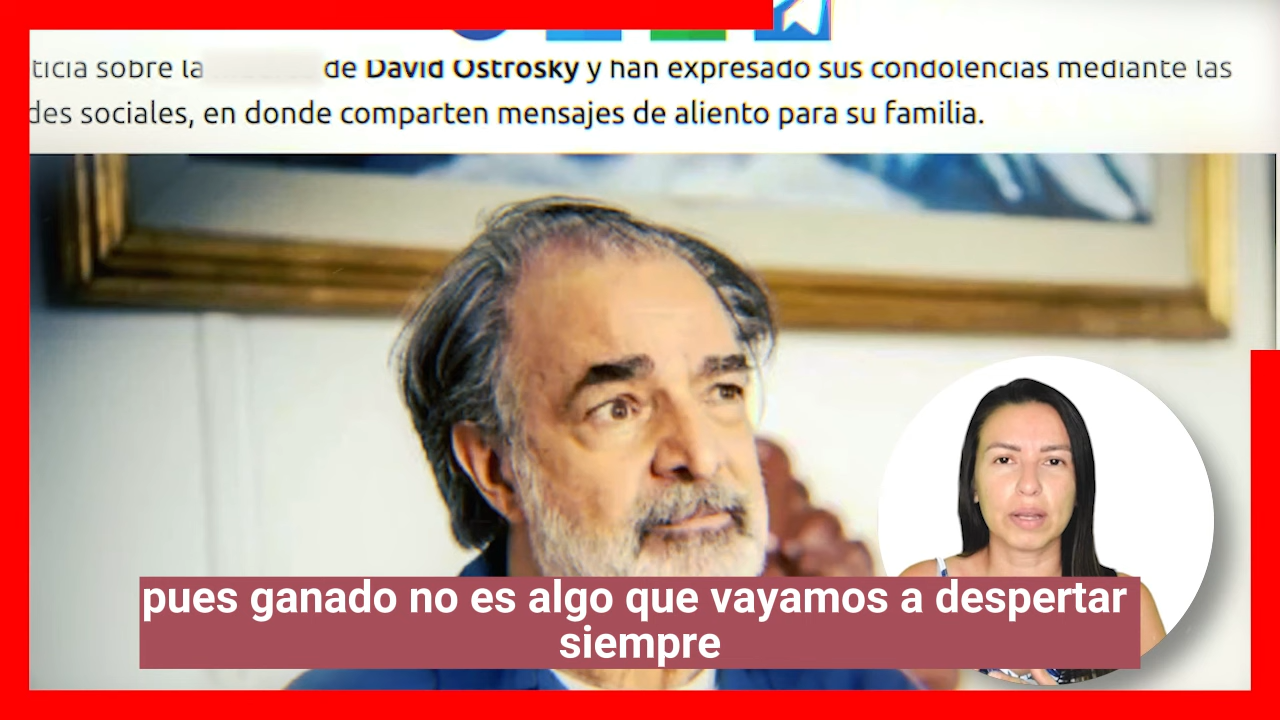 ticia sobre la de David Ostrosky y han expresado sus condolencias mediante las
des sociales, en donde comparten mensajes de aliento para su familia.
pues ganado no es algo que vayamos a despertar
siempre